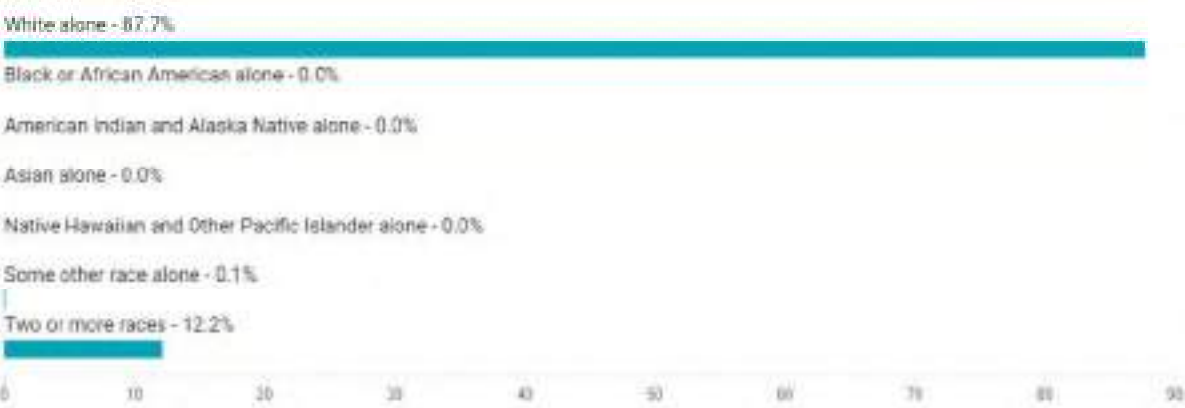 White alone - 87.7%
Black or African American alone - 0.0%
American Indian and Alaska Native alone - 0.0%
Asian alone - 0.0%
Native Hawaiian and Other Pacific Islander alone - 0.0%
Some other race alone - 0.1%
Two or more races - 12.2%
0 10 20 30 40 50 60 70 80 90